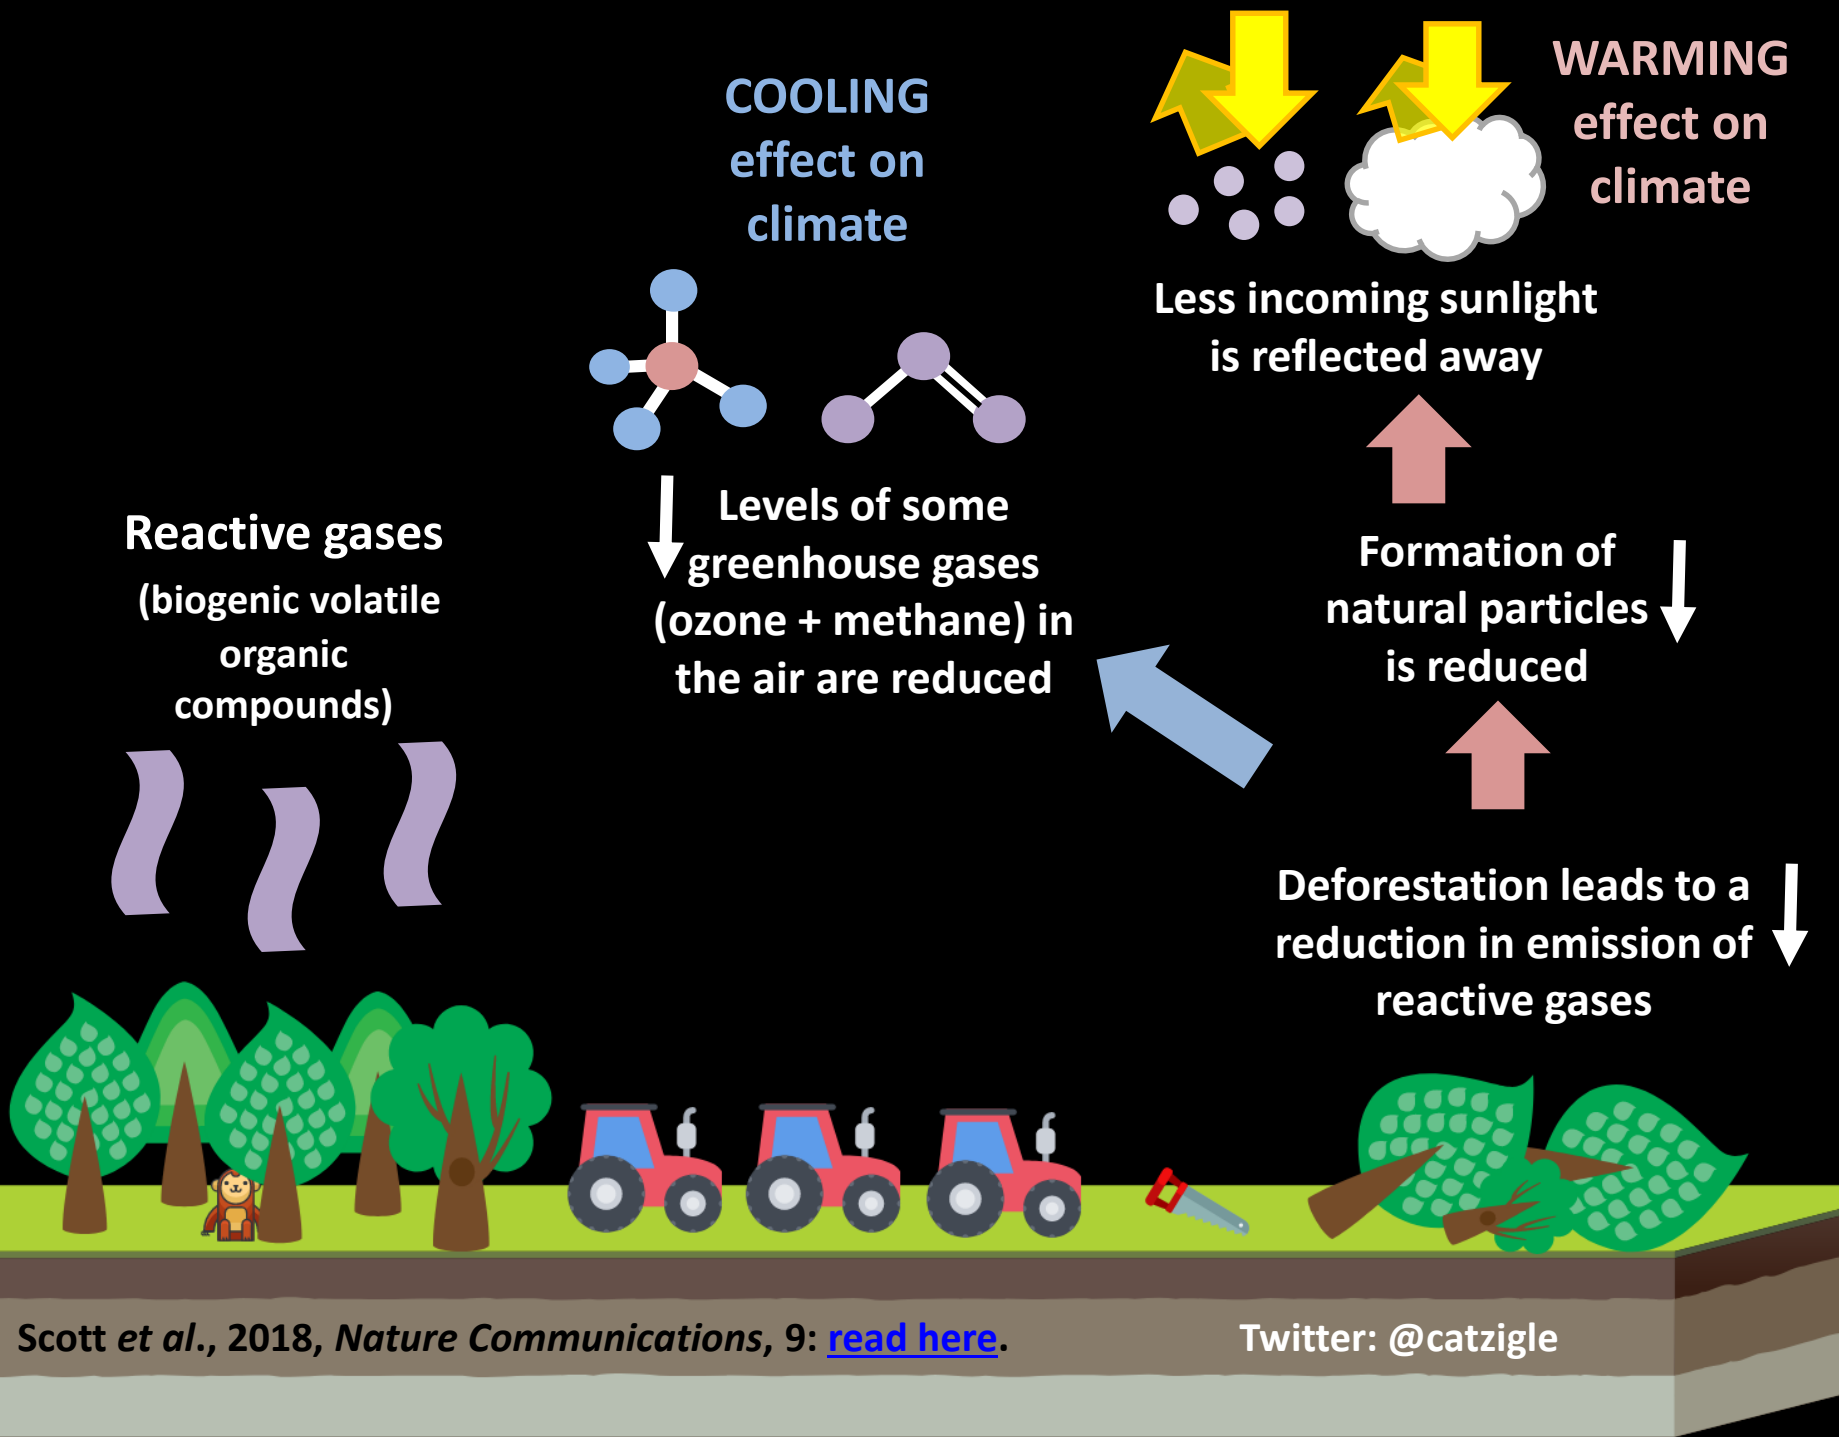 COOLING
effect on
climate
WARMING
effect on
climate
Less incoming sunlight
is reflected away
Reactive gases
(biogenic volatile
organic
compounds)
Levels of some
greenhouse gases
(ozone + methane) in
the air are reduced
Formation of
natural particles
is reduced
Deforestation leads to a
reduction in emission of
reactive gases
Scott et al., 2018, Nature Communications, 9: read here.
Twitter: @catzigle